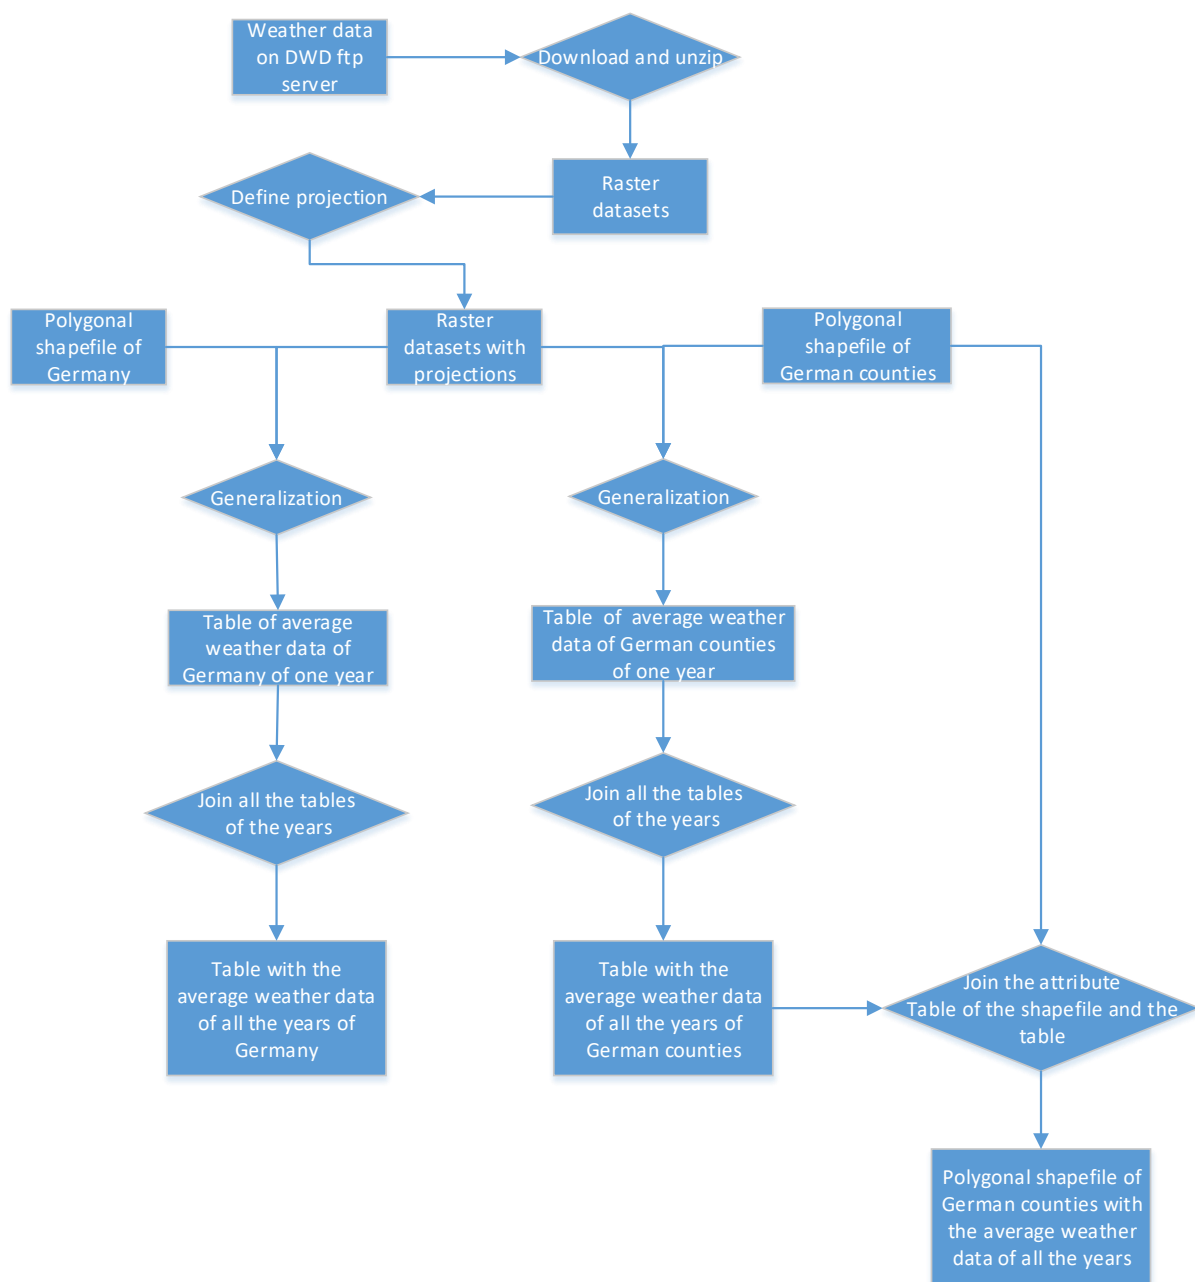 Weather data
on DWD ftp
server
Download and unzip
Raster
datasets
Define projection
Polygonal
shapefile of
Germany
Raster
datasets with
projections
Polygonal
shapefile of
German counties
Generalization
Generalization
Table of average
weather data of
Germany of one year
Table of average weather
data of German counties
of one year
Join all the tables
of the years
Join all the tables
of the years
Table with the
average weather data
of all the years of
Germany
Table with the
average weather data
of all the years of
German counties
Join the attribute
Table of the shapefile and the
table
Polygonal shapefile of
German counties with
the average weather
data of all the years